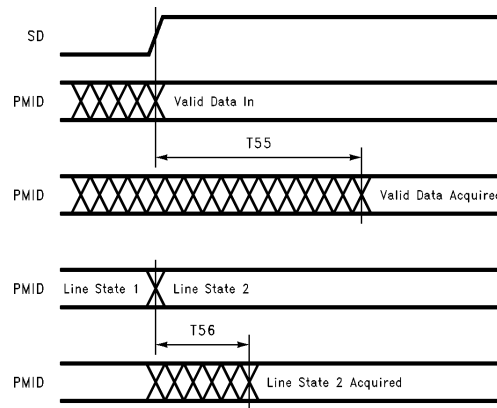 SD
PMID Valid Data In
T55
PMID Valid Data Acquired
PMID Line State 1 Line State 2
T56
PMID Line State 2 Acquired